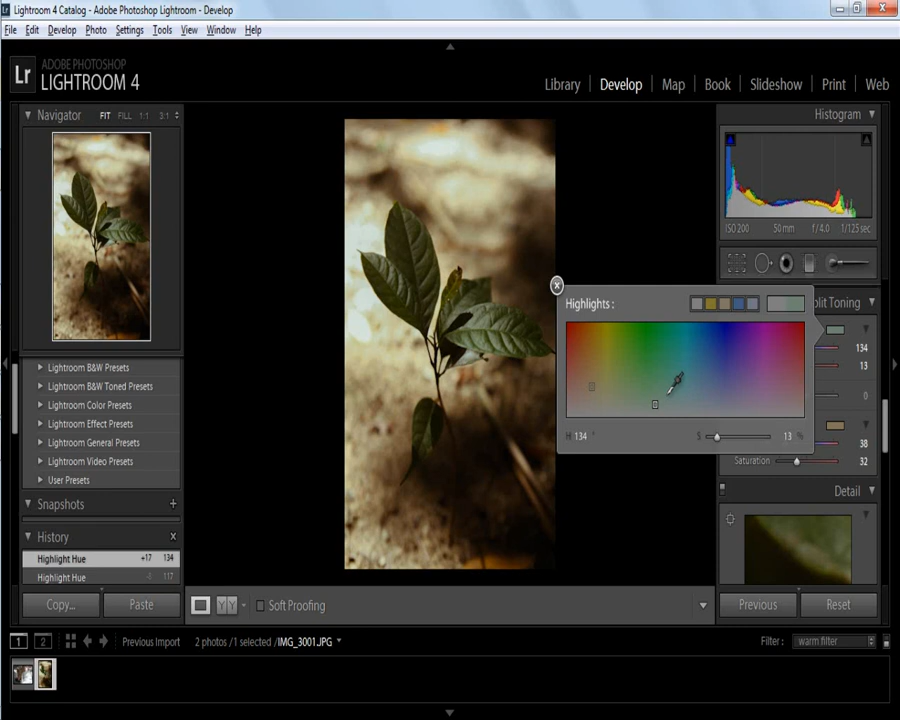 Lightroom 4 Catalog - Adobe Photoshop Lightroom - Develop
File Edit Develop Photo Settings Tools View Window Help
Lr ADOBE PHOTOSHOP
LIGHTROOM 4
Library | Develop | Map | Book | Slideshow | Print | Web
Navigator FIT FILL 1:1 3:1
Histogram
ISO 200 50 mm f / 4.0 1/125 sec
Highlights :
plit Toning
134
13
0
H 134 ° S 13 %
38
Saturation 32
Lightroom B&W Presets
Lightroom B&W Toned Presets
Lightroom Color Presets
Lightroom Effect Presets
Lightroom General Presets
Lightroom Video Presets
User Presets
Snapshots +
Detail
History X
Highlight Hue +17 134
Highlight Hue 117
Copy... Paste
YY Soft Proofing
Previous Reset
1 2 Previous Import 2 photos / 1 selected / IMG_3001.JPG
Filter : warm filter